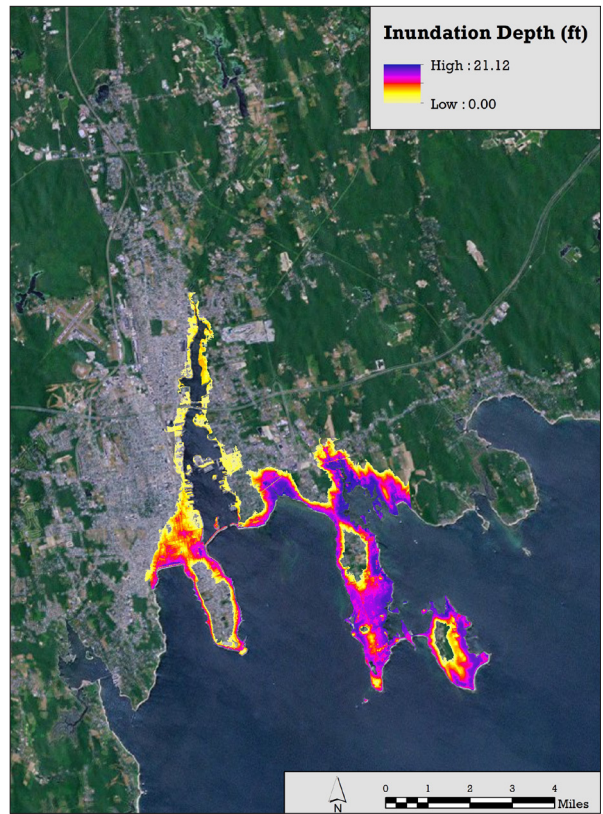 Inundation Depth (ft)
High : 21.12
Low : 0.00
N
0 1 2 3 4
Miles